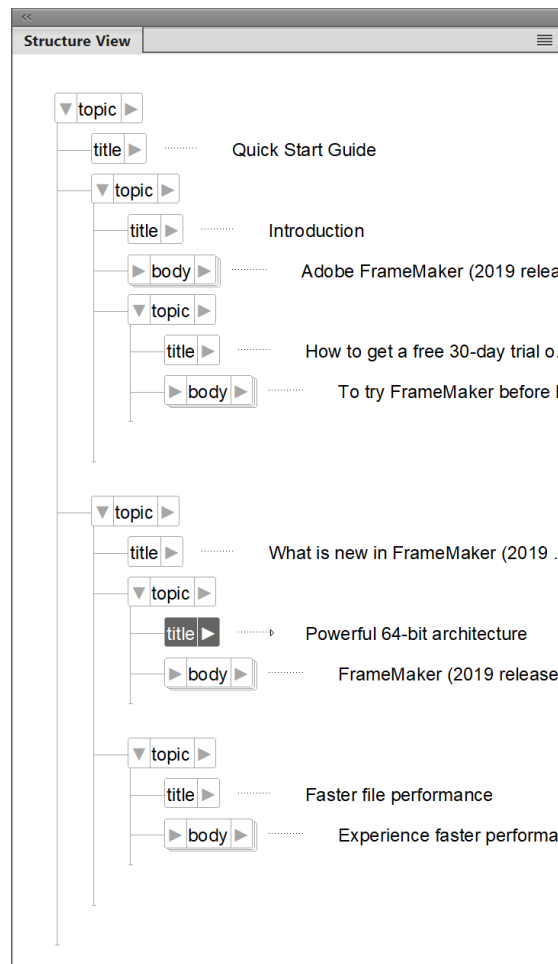 Structure View
topic
title Quick Start Guide
topic
title Introduction
body Adobe FrameMaker (2019
topic
title How to get a free 30-day trial o.
body To try FrameMaker before
topic
title What is new in FrameMaker (2019 .
topic
title Powerful 64-bit architecture
body FrameMaker (2019 release
topic
title Faster file performance
body Experience faster